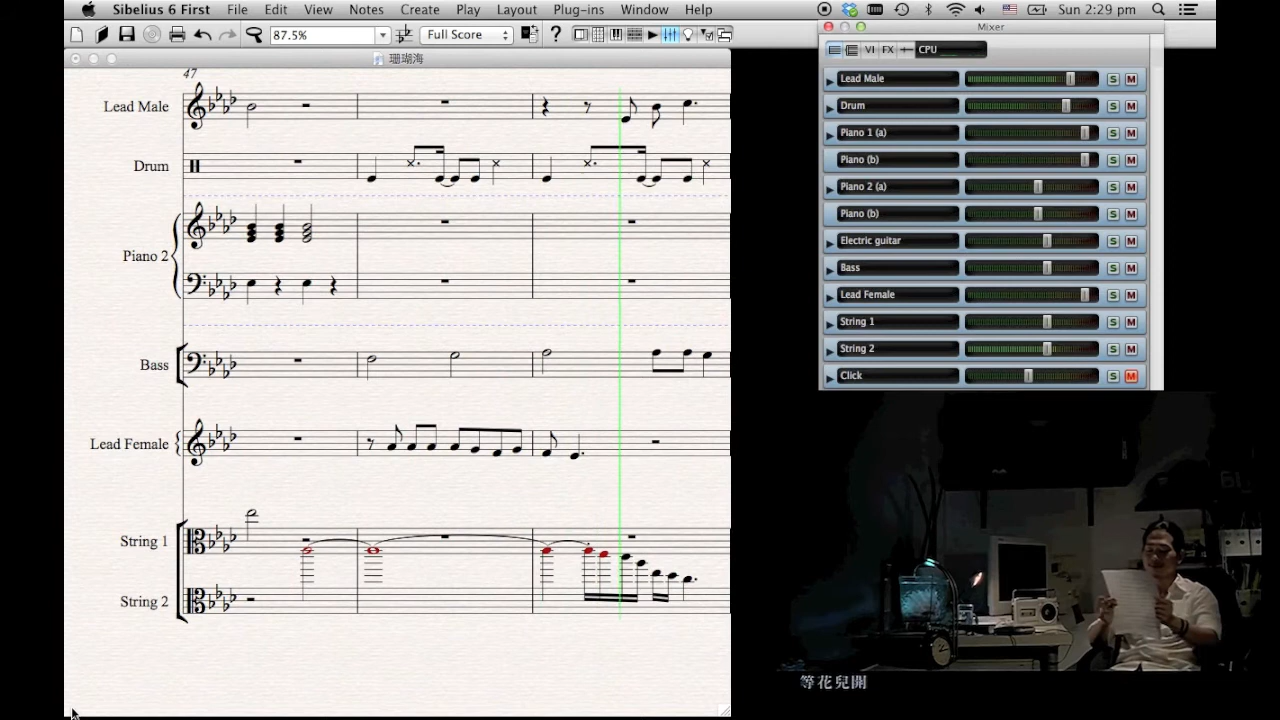 Sibelius 6 First File Edit View Notes Create Play Layout Plug-ins Window Help Sun 2:29 pm
87.5% Full Score ?
珊瑚海
Mixer
VI FX CPU
47
Lead Male
Drum
Piano 2
Bass
Lead Female
String 1
String 2
Lead Male S M
Drum S M
Piano 1 (a) S M
Piano (b) S M
Piano 2 (a) S M
Piano (b) S M
Electric guitar S M
Bass S M
Lead Female S M
String 1 S M
String 2 S M
Click S M
等花兒開